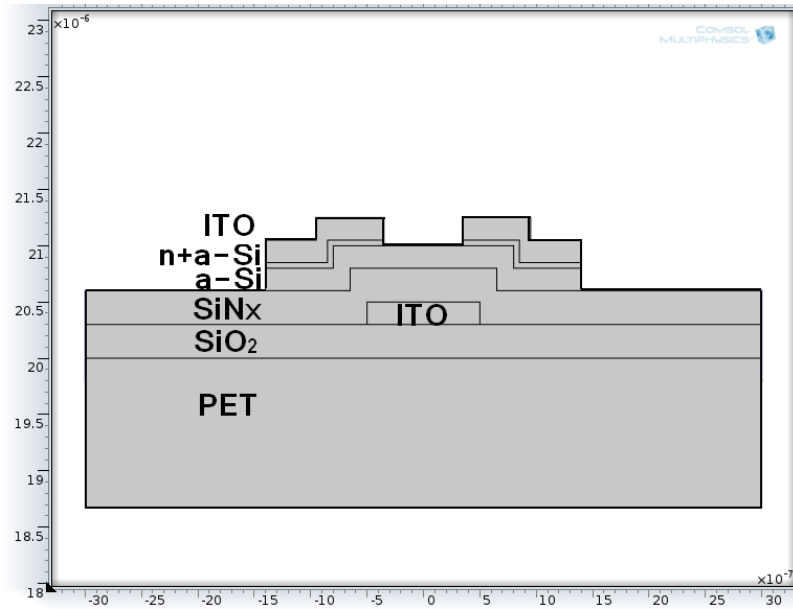 23
×10⁻⁶
COMSOL
MULTIPHYSICS
22.5
22
21.5
21
20.5
20
19.5
19
18.5
18
ITO
n+a-Si
a-Si
SiNx
ITO
SiO₂
PET
×10⁻⁷
-30 -25 -20 -15 -10 -5 0 5 10 15 20 25 30